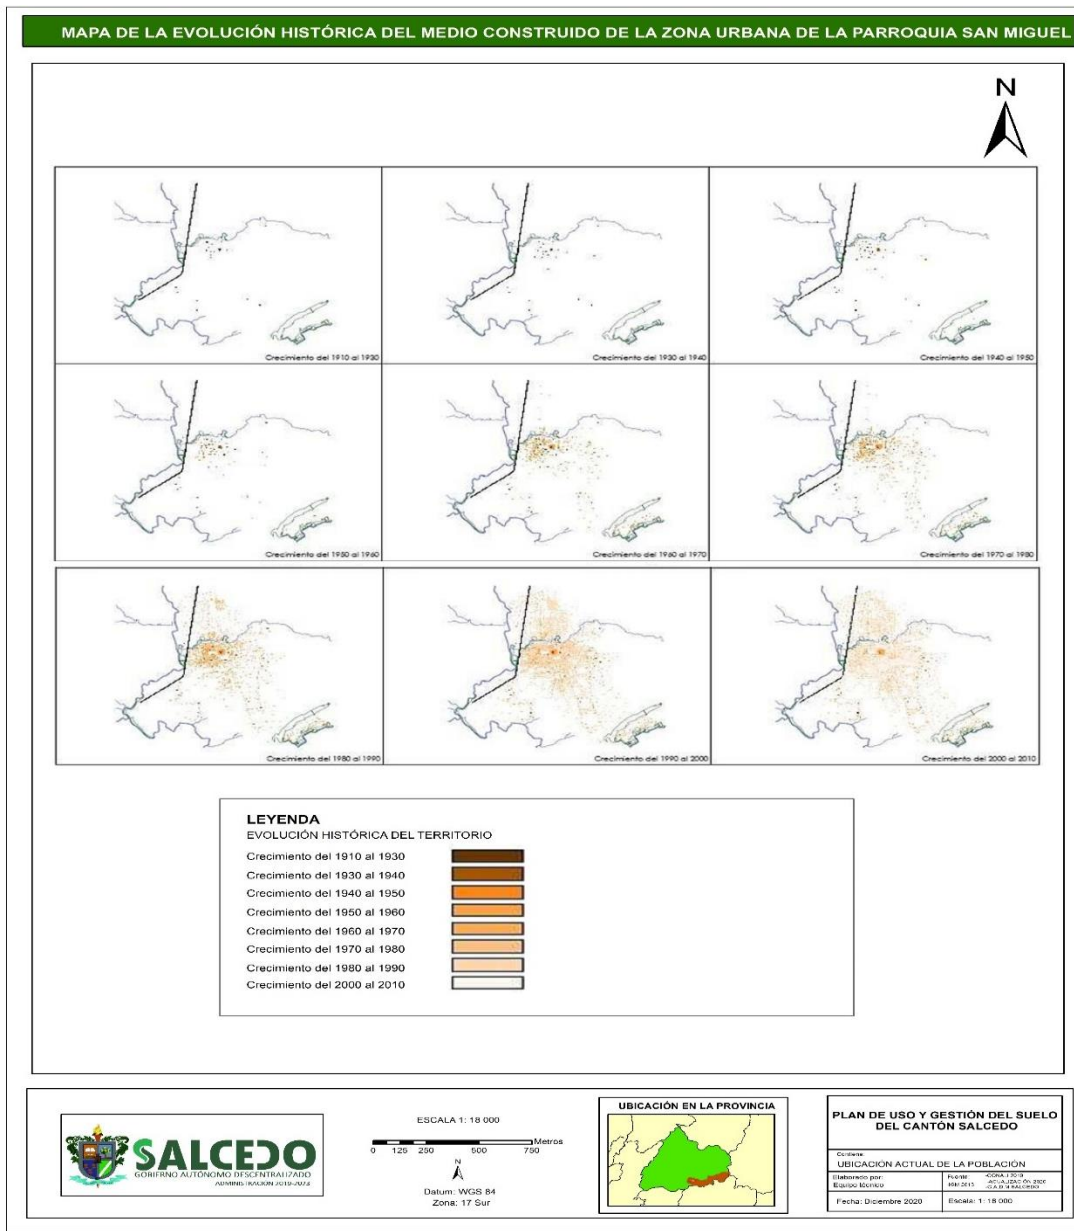 MAPA DE LA EVOLUCIÓN HISTÓRICA DEL MEDIO CONSTRUIDO DE LA ZONA URBANA DE LA PARROQUIA SAN MIGUEL
N
Crecimiento del 1910 al 1930
Crecimiento del 1930 al 1940
Crecimiento del 1940 al 1950
Crecimiento del 1950 al 1960
Crecimiento del 1960 al 1970
Crecimiento del 1970 al 1980
Crecimiento del 1980 al 1990
Crecimiento del 1990 al 2000
Crecimiento del 2000 al 2010
LEYENDA
EVOLUCIÓN HISTÓRICA DEL TERRITORIO
Crecimiento del 1910 al 1930
Crecimiento del 1930 al 1940
Crecimiento del 1940 al 1950
Crecimiento del 1950 al 1960
Crecimiento del 1960 al 1970
Crecimiento del 1970 al 1980
Crecimiento del 1980 al 1990
Crecimiento del 2000 al 2010
SALCEDO
GOBIERNO AUTÓNOMO DESCENTRALIZADO
ADMINISTRACIÓN 2019-2023
ESCALA 1: 18 000
Metros
0 125 250 500 750
N
Datum: WGS 84
Zona: 17 Sur
UBICACIÓN EN LA PROVINCIA
PLAN DE USO Y GESTIÓN DEL SUELO
DEL CANTÓN SALCEDO
Contiene:
UBICACIÓN ACTUAL DE LA POBLACIÓN
Elaborado por:
Equipo técnico
Fuente:
-ACTUALIZACIÓN 2020
Fecha: Diciembre 2020
Escala: 1: 18 000